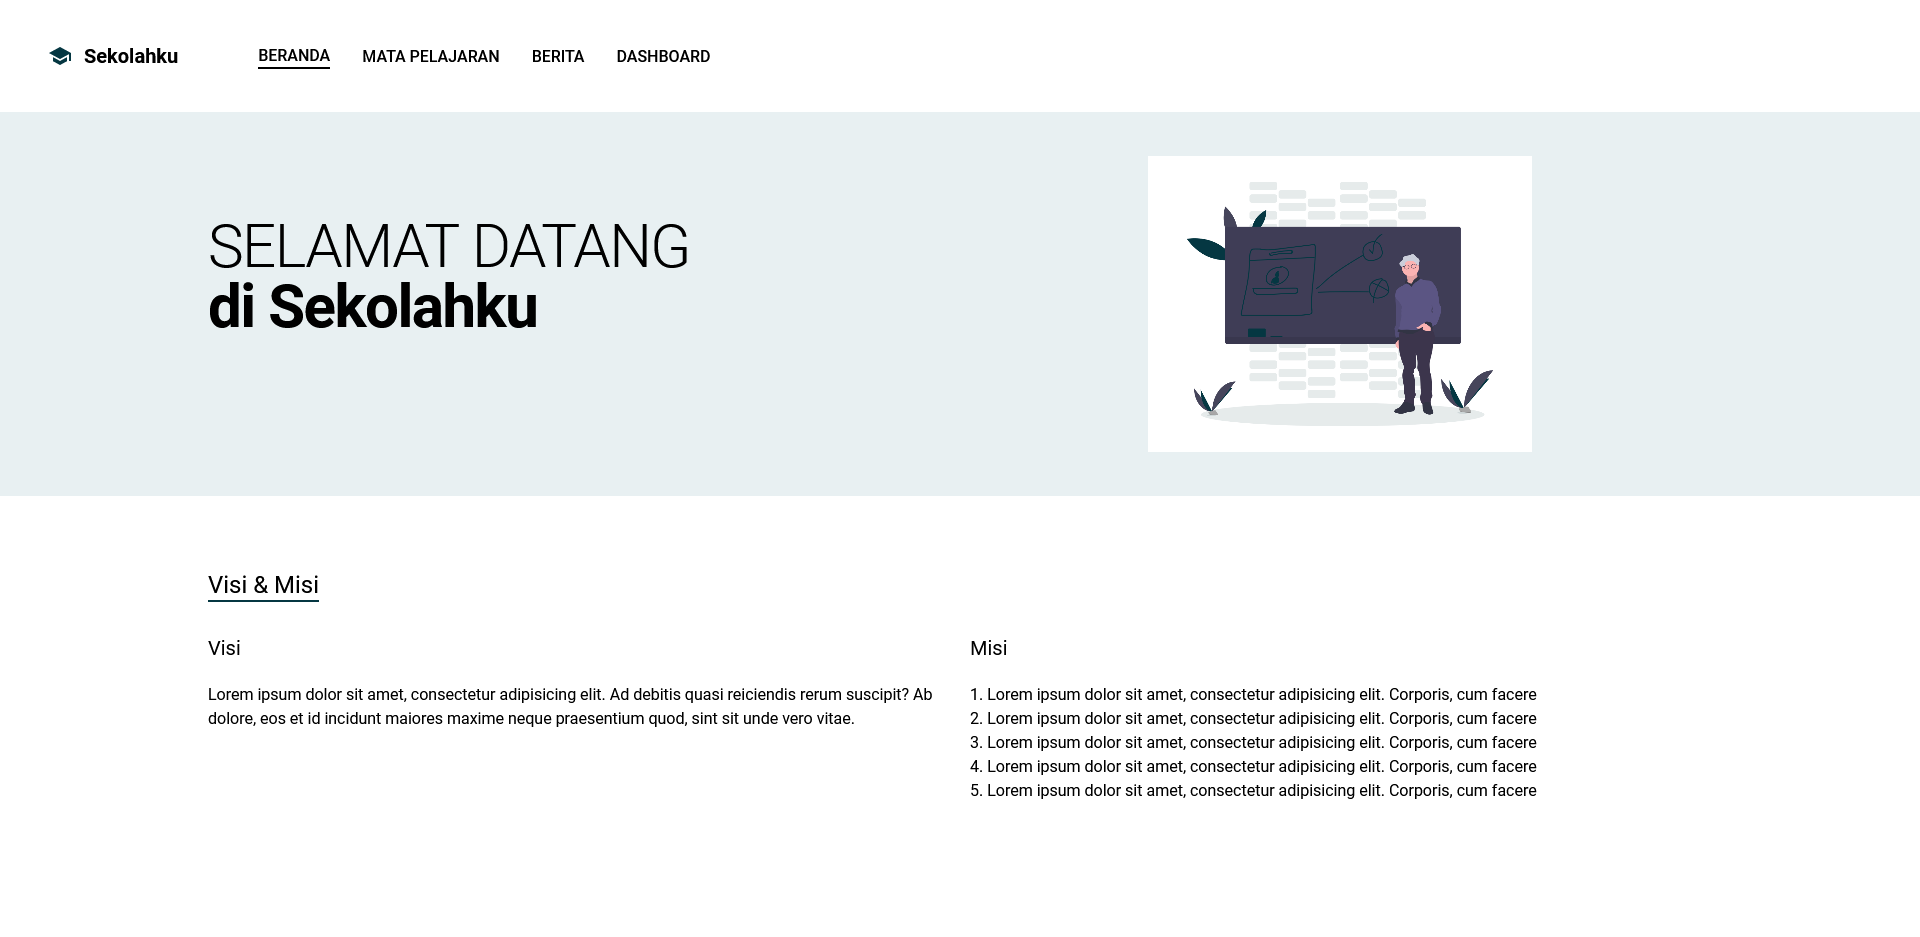 Sekolahku
BERANDA MATA PELAJARAN BERITA DASHBOARD
SELAMAT DATANG
di Sekolahku
Visi & Misi
Visi
Lorem ipsum dolor sit amet, consectetur adipisicing elit. Ad debitis quasi reiciendis rerum suscipit? Ab
dolore, eos et id incidunt maiores maxime neque praesentium quod, sint sit unde vero vitae.
Misi
1. Lorem ipsum dolor sit amet, consectetur adipisicing elit. Corporis, cum facere
2. Lorem ipsum dolor sit amet, consectetur adipisicing elit. Corporis, cum facere
3. Lorem ipsum dolor sit amet, consectetur adipisicing elit. Corporis, cum facere
4. Lorem ipsum dolor sit amet, consectetur adipisicing elit. Corporis, cum facere
5. Lorem ipsum dolor sit amet, consectetur adipisicing elit. Corporis, cum facere